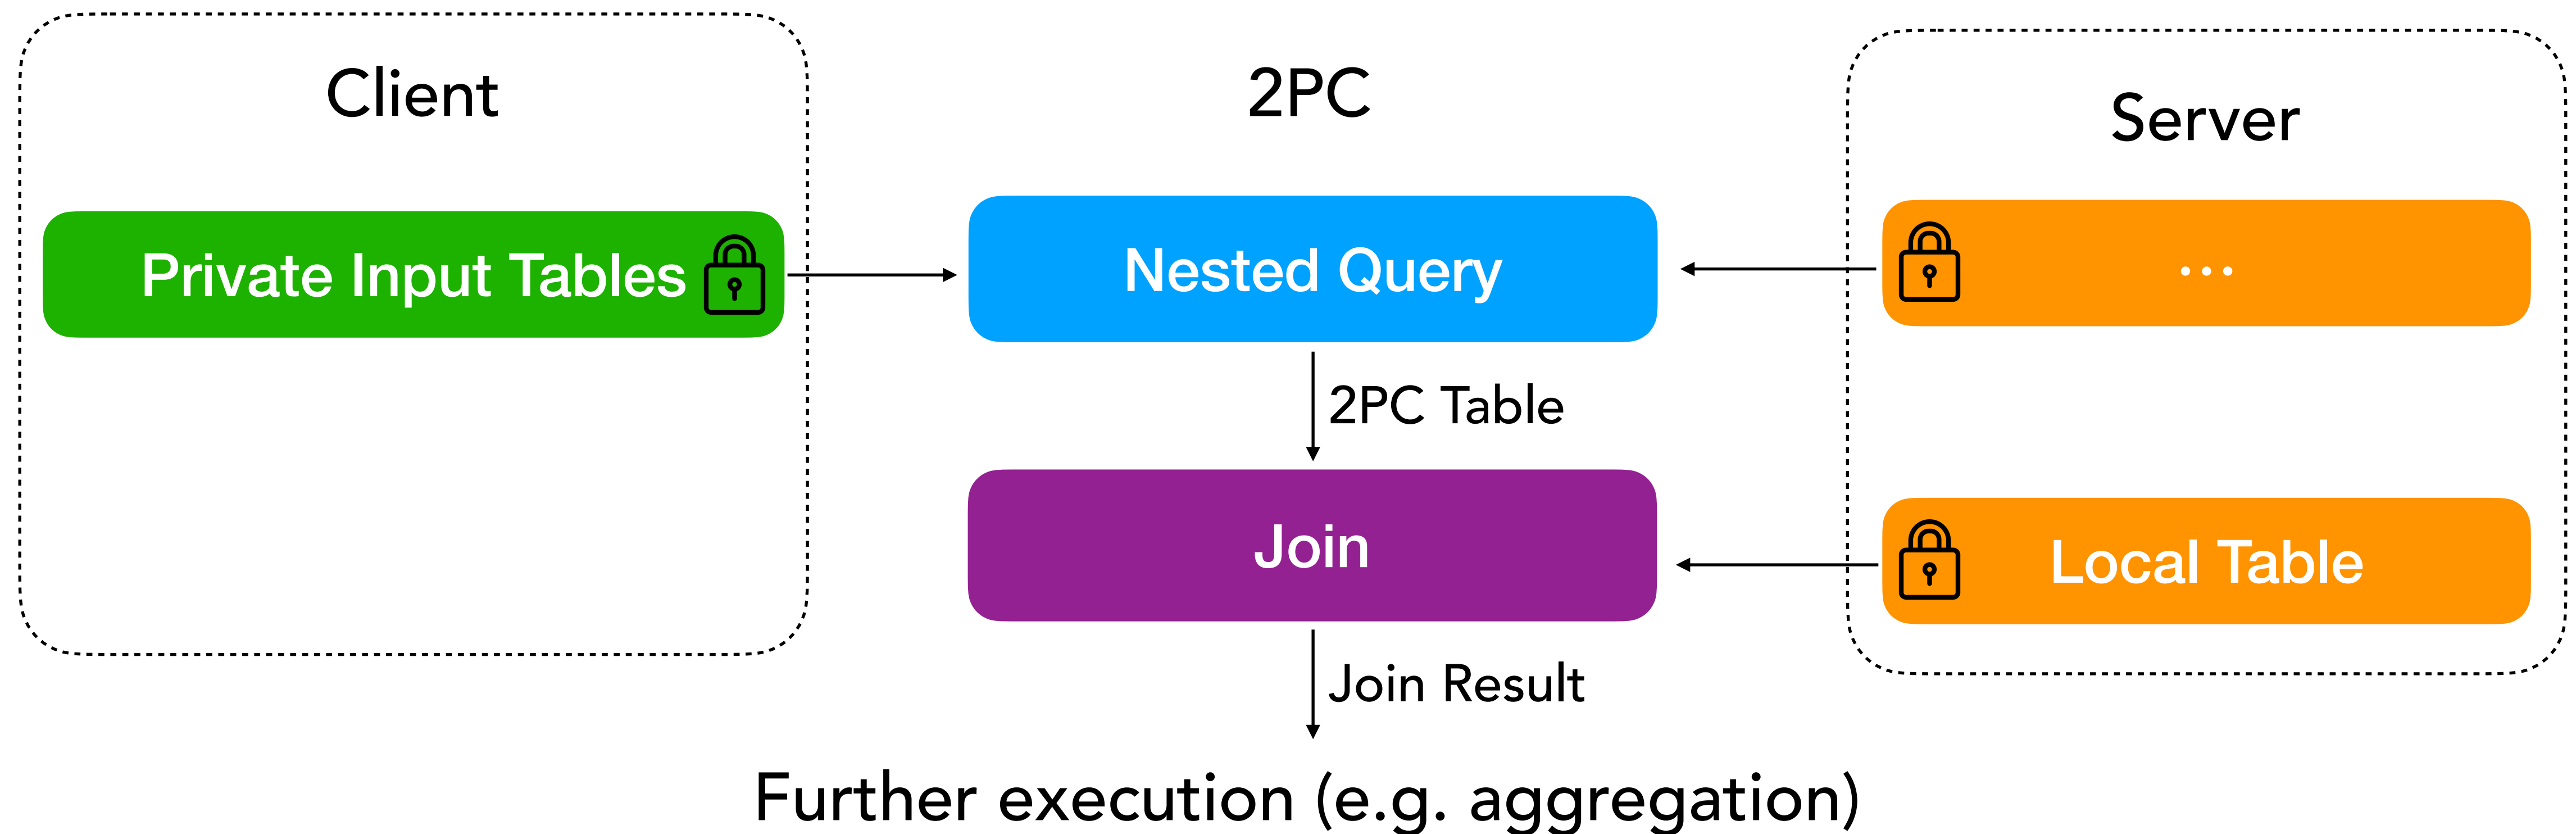 Client
2PC
Server
Private Input Tables
Nested Query
...
2PC Table
Join
Local Table
Join Result
Further execution (e.g. aggregation)